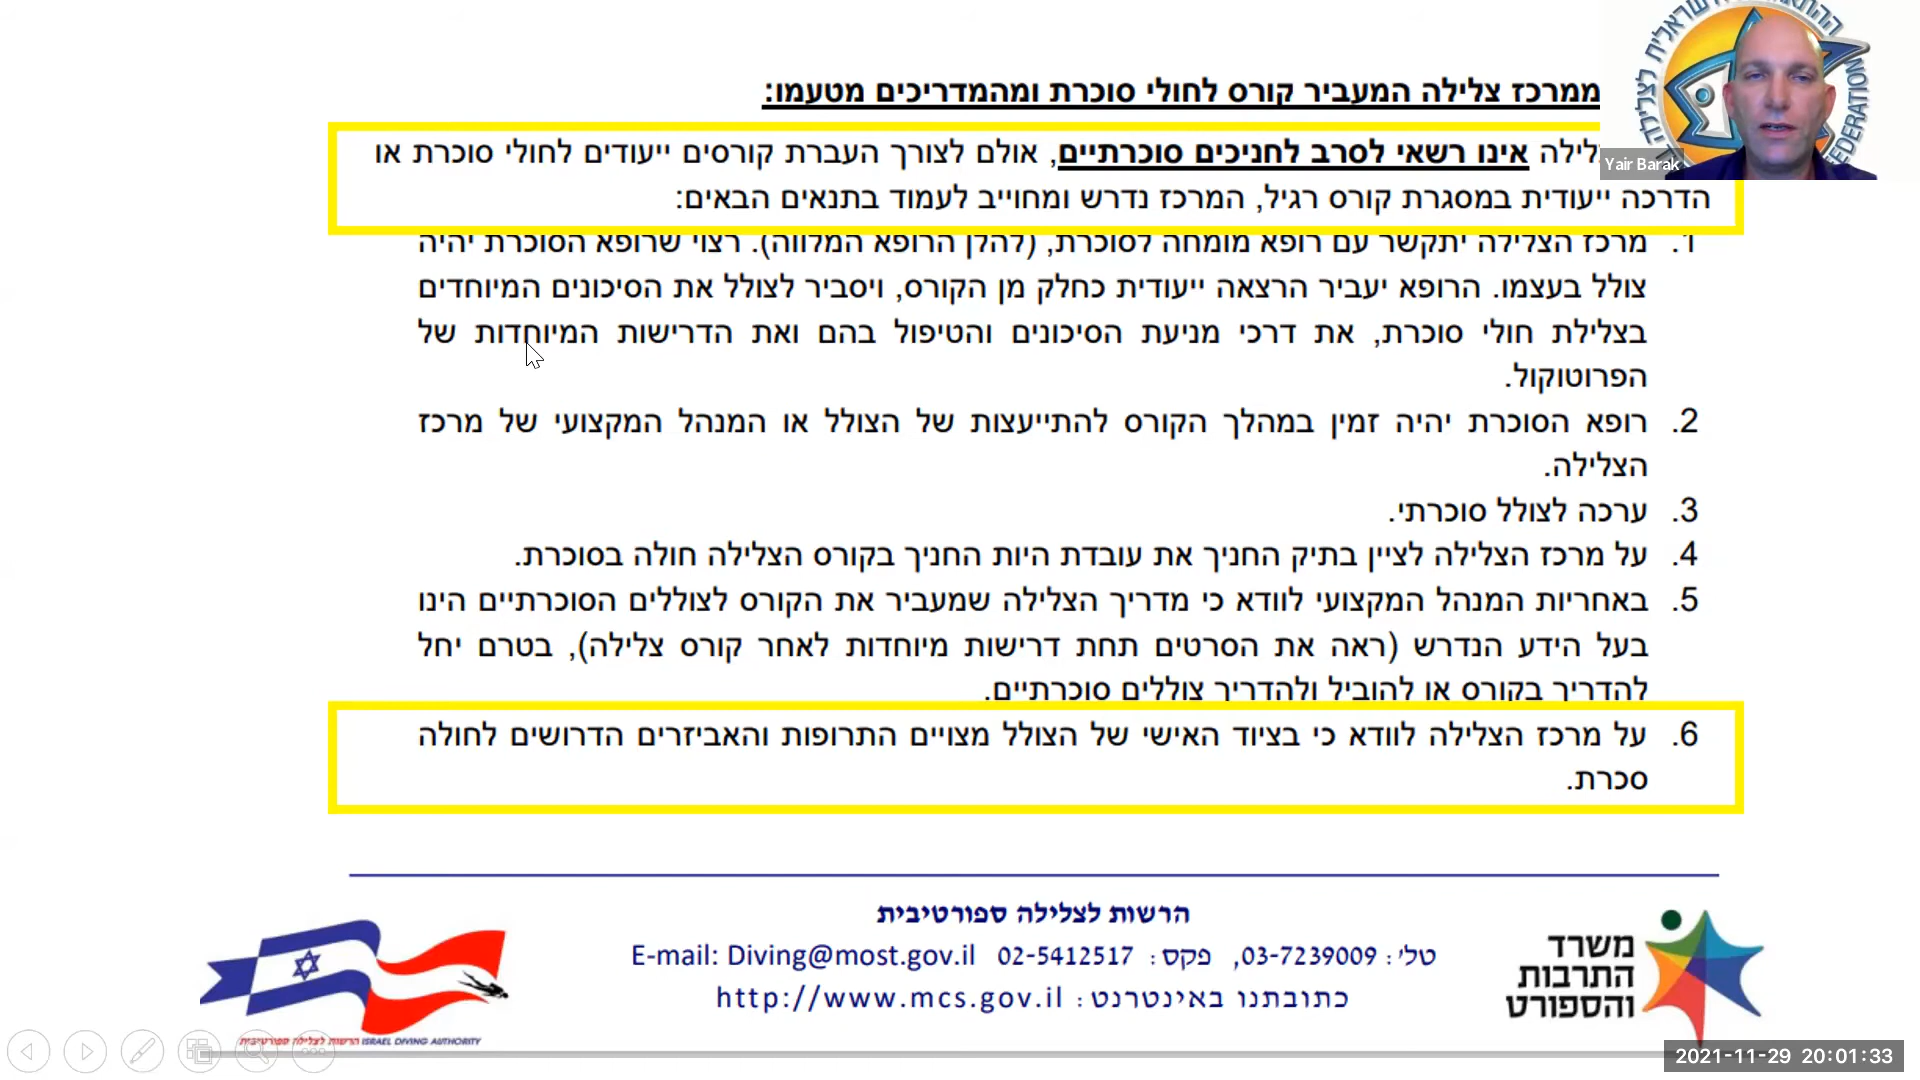 ממרכז צלילה המעביר קורס לחולי סוכרת ומהמדריכים מטעמו:
אינו רשאי לסרב לחניכים סוכרתיים, אולם לצורך העברת קורסים ייעודים לחולי סוכרת או
הדרכה ייעודית במסגרת קורס רגיל, המרכז נדרש ומחוייב לעמוד בתנאים הבאים:
1. מרכז הצלילה יתקשר עם רופא מומחה לסוכרת, (להלן הרופא המלווה). רצוי שרופא הסוכרת יהיה
צולל בעצמו. הרופא יעביר הרצאה ייעודית כחלק מן הקורס, ויסביר לצולל את הסיכונים המיוחדים
בצלילת חולי סוכרת, את דרכי מניעת הסיכונים והטיפול בהם ואת הדרישות המיוחדות של
הפרוטוקול.
2. רופא הסוכרת יהיה זמין במהלך הקורס להתייעצות של הצולל או המנהל המקצועי של מרכז
הצלילה.
3. ערכה לצולל סוכרתי.
4. על מרכז הצלילה לציין בתיק החניך את עובדת היות החניך בקורס הצלילה חולה בסוכרת.
5. באחריות המנהל המקצועי לוודא כי מדריך הצלילה שמעביר את הקורס לצוללים הסוכרתיים הינו
בעל הידע הנדרש (ראה את הסרטים תחת דרישות מיוחדות לאחר קורס צלילה), בטרם יחל
להדריך בקורס או להוביל ולהדריך צוללים סוכרתיים.
6. על מרכז הצלילה לוודא כי בציוד האישי של הצולל מצויים התרופות והאביזרים הדרושים לחולה
סכרת.
הרשות לצלילה ספורטיבית
טל': 03-7239009, פקס: 02-5412517 E-mail: Diving@most.gov.il
כתובתנו באינטרנט: http://www.mcs.gov.il
משרד
התרבות
והספורט
הרשות לצלילה ספורטיבית ISRAEL DIVING AUTHORITY
Yair Barak
FEDERATION
2021-11-29 20:01:33